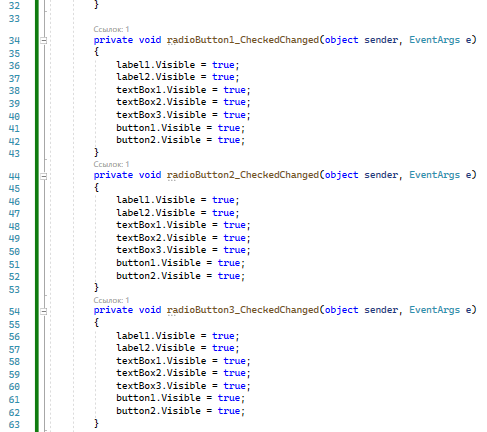 32 }
33
Ссылок: 1
34 private void radioButton1_CheckedChanged(object sender, EventArgs e)
35 {
36 label1.Visible = true;
37 label2.Visible = true;
38 textBox1.Visible = true;
39 textBox2.Visible = true;
40 textBox3.Visible = true;
41 button1.Visible = true;
42 button2.Visible = true;
43 }
Ссылок: 1
44 private void radioButton2_CheckedChanged(object sender, EventArgs e)
45 {
46 label1.Visible = true;
47 label2.Visible = true;
48 textBox1.Visible = true;
49 textBox2.Visible = true;
50 textBox3.Visible = true;
51 button1.Visible = true;
52 button2.Visible = true;
53 }
Ссылок: 1
54 private void radioButton3_CheckedChanged(object sender, EventArgs e)
55 {
56 label1.Visible = true;
57 label2.Visible = true;
58 textBox1.Visible = true;
59 textBox2.Visible = true;
60 textBox3.Visible = true;
61 button1.Visible = true;
62 button2.Visible = true;
63 }